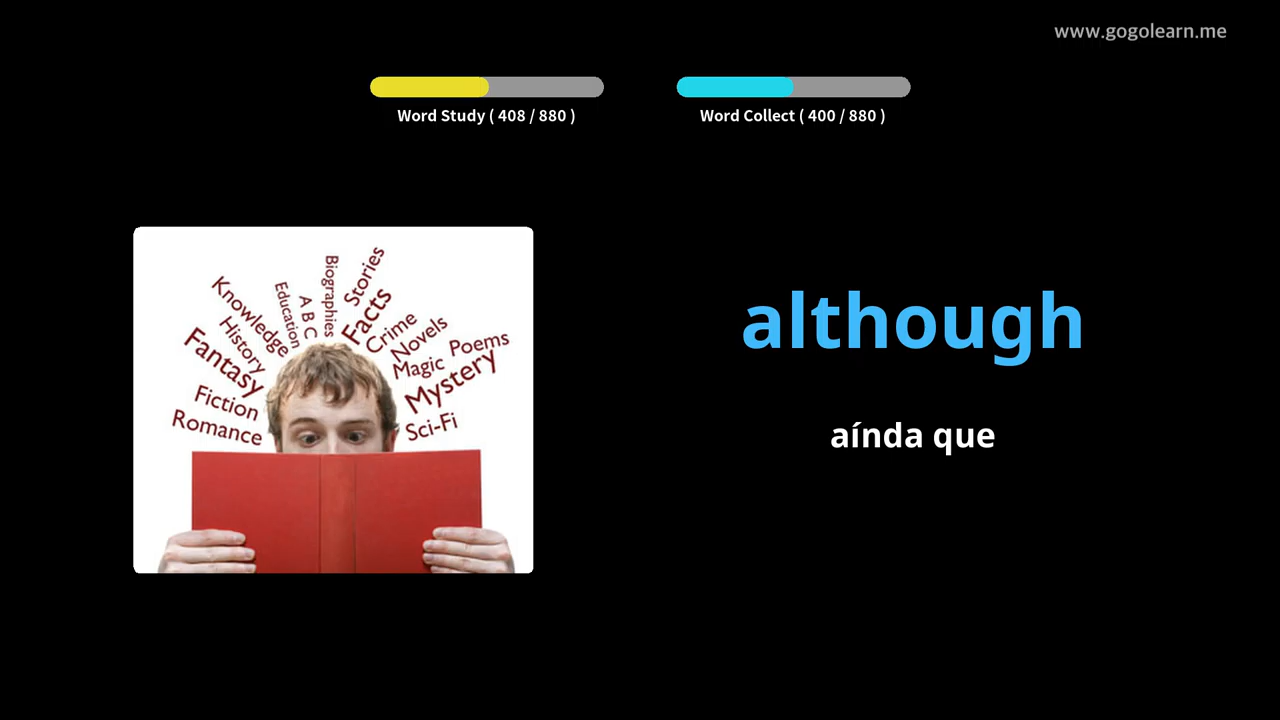 www.gogolearn.me
Word Study ( 408 / 880 )
Word Collect ( 400 / 880 )
Biographies
Stories
Education
A B C
Facts
Knowledge
Crime
History
Novels
Fantasy
Magic
Poems
Mystery
Fiction
Romance
Sci-Fi
although
aínda que